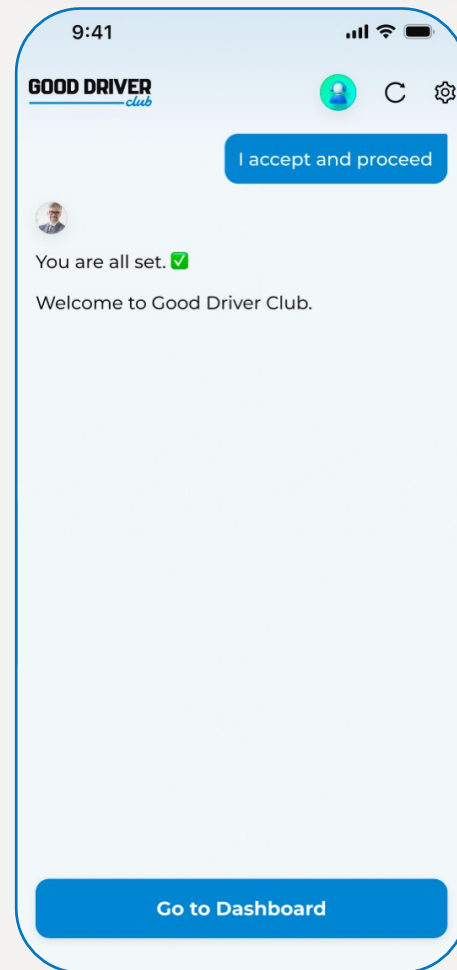 9:41
GOOD DRIVER
club
I accept and proceed
You are all set. ✅
Welcome to Good Driver Club.
Go to Dashboard